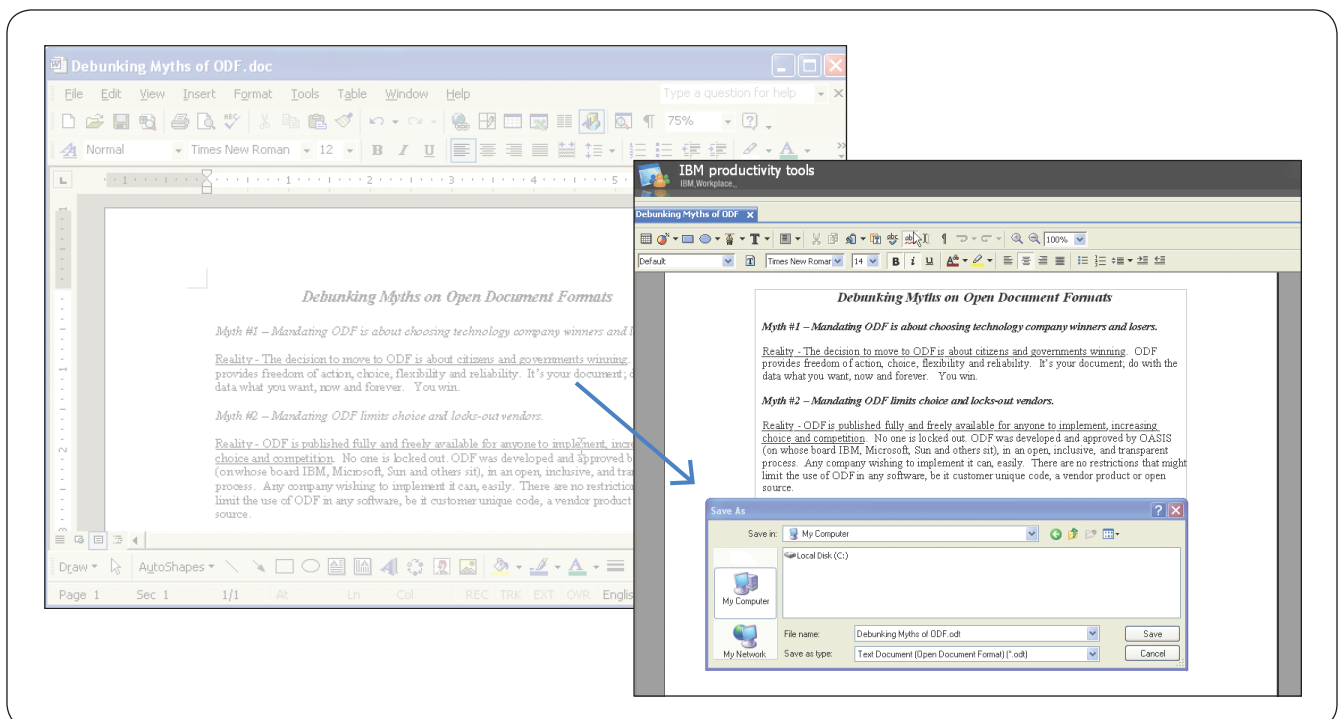 Debunking Myths of ODF.doc
File Edit View Insert Format Tools Table Window Help
Type a question for help
75%
Normal Times New Roman 12 B I U
1 1 2 3 4 5
Debunking Myths on Open Document Formats
Myth #1 – Mandating ODF is about choosing technology company winners and l
Reality - The decision to move to ODF is about citizens and governments winning.
provides freedom of action, choice, flexibility and reliability. It's your document; d
data what you want, now and forever. You win.
Myth #2 – Mandating ODF limits choice and locks-out vendors.
Reality - ODF is published fully and freely available for anyone to implement, incre
choice and competition. No one is locked out. ODF was developed and approved b
(on whose board IBM, Microsoft, Sun and others sit), in an open, inclusive, and tra
process. Any company wishing to implement it can, easily. There are no restriction
limit the use of ODF in any software, be it customer unique code, a vendor product
source.
Draw AutoShapes
Page 1 Sec 1 1/1 At Ln Col REC TRK EXT OVR Englis
IBM productivity tools
IBM Workplace
Debunking Myths of ODF X
100%
Default Times New Romar 14 B i U
Debunking Myths on Open Document Formats
Myth #1 – Mandating ODF is about choosing technology company winners and losers.
Reality - The decision to move to ODF is about citizens and governments winning. ODF
provides freedom of action, choice, flexibility and reliability. It's your document; do with the
data what you want, now and forever. You win.
Myth #2 – Mandating ODF limits choice and locks-out vendors.
Reality - ODF is published fully and freely available for anyone to implement, increasing
choice and competition. No one is locked out. ODF was developed and approved by OASIS
(on whose board IBM, Microsoft, Sun and others sit), in an open, inclusive, and transparent
process. Any company wishing to implement it can, easily. There are no restrictions that might
limit the use of ODF in any software, be it customer unique code, a vendor product or open
source.
Save As
Save in: My Computer
Local Disk (C:)
My Computer
My Network
File name: Debunking Myths of ODF.odt Save
Save as type: Text Document (Open Document Format) (*.odt) Cancel